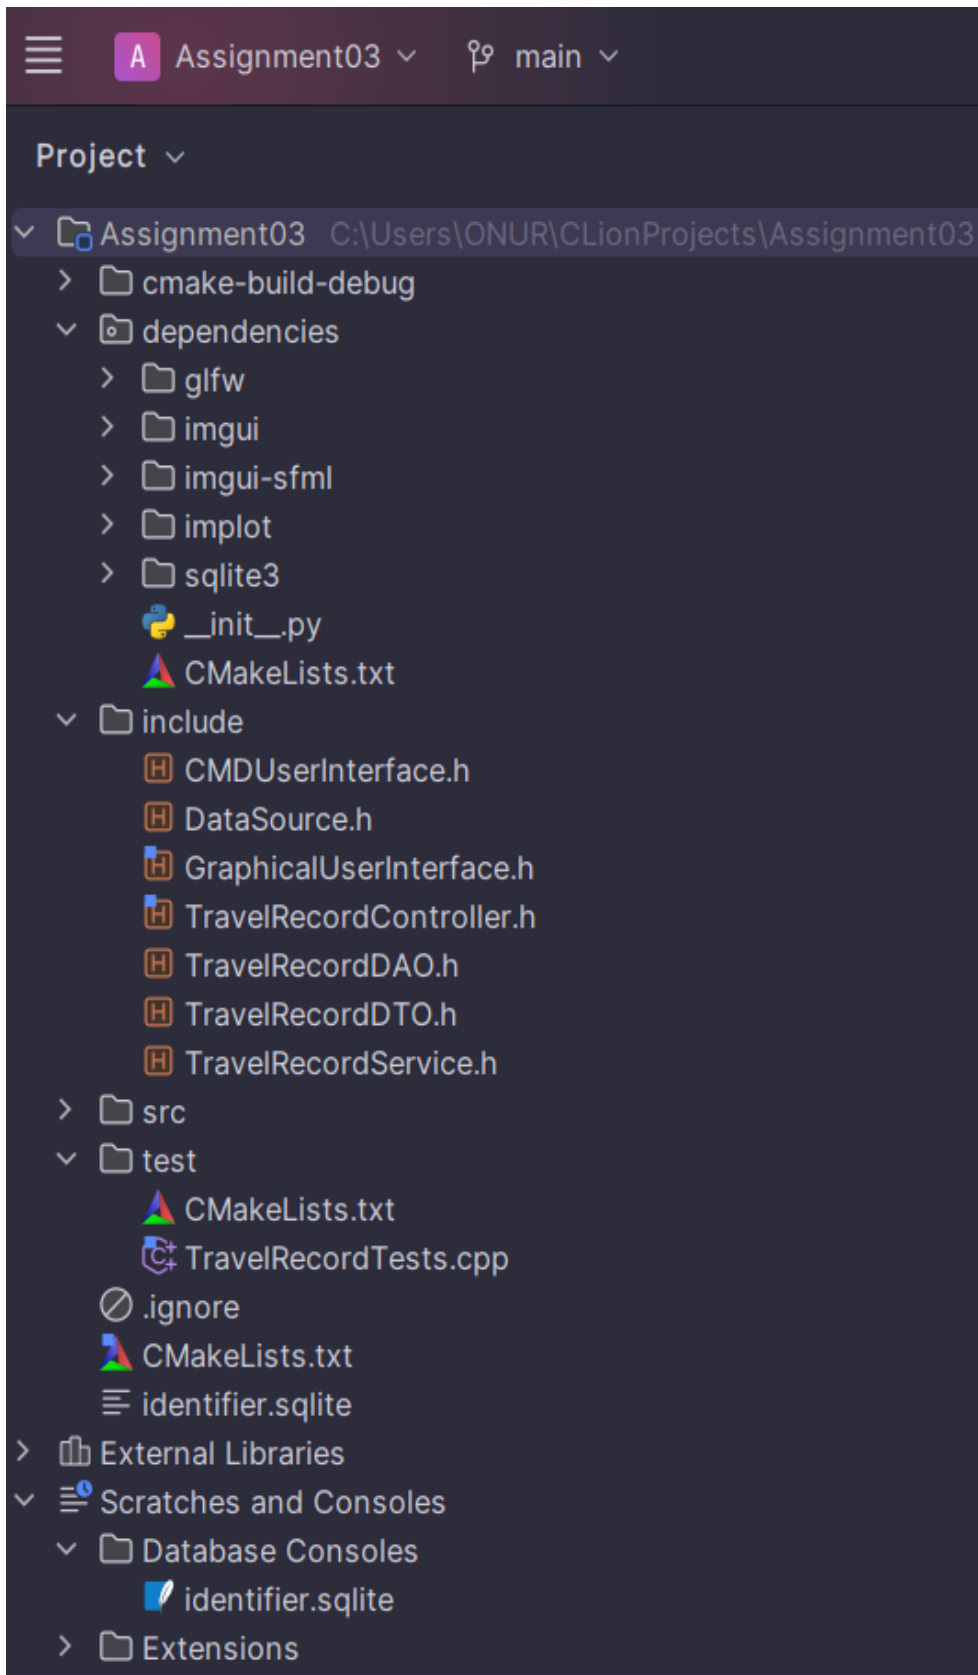 A Assignment03 main
Project
Assignment03 C:\Users\ONUR\CLionProjects\Assignment03
cmake-build-debug
dependencies
glfw
imgui
imgui-sfml
implot
sqlite3
__init__.py
CMakeLists.txt
include
CMDUserInterface.h
DataSource.h
GraphicalUserInterface.h
TravelRecordController.h
TravelRecordDAO.h
TravelRecordDTO.h
TravelRecordService.h
src
test
CMakeLists.txt
TravelRecordTests.cpp
.ignore
CMakeLists.txt
identifier.sqlite
External Libraries
Scratches and Consoles
Database Consoles
identifier.sqlite
Extensions